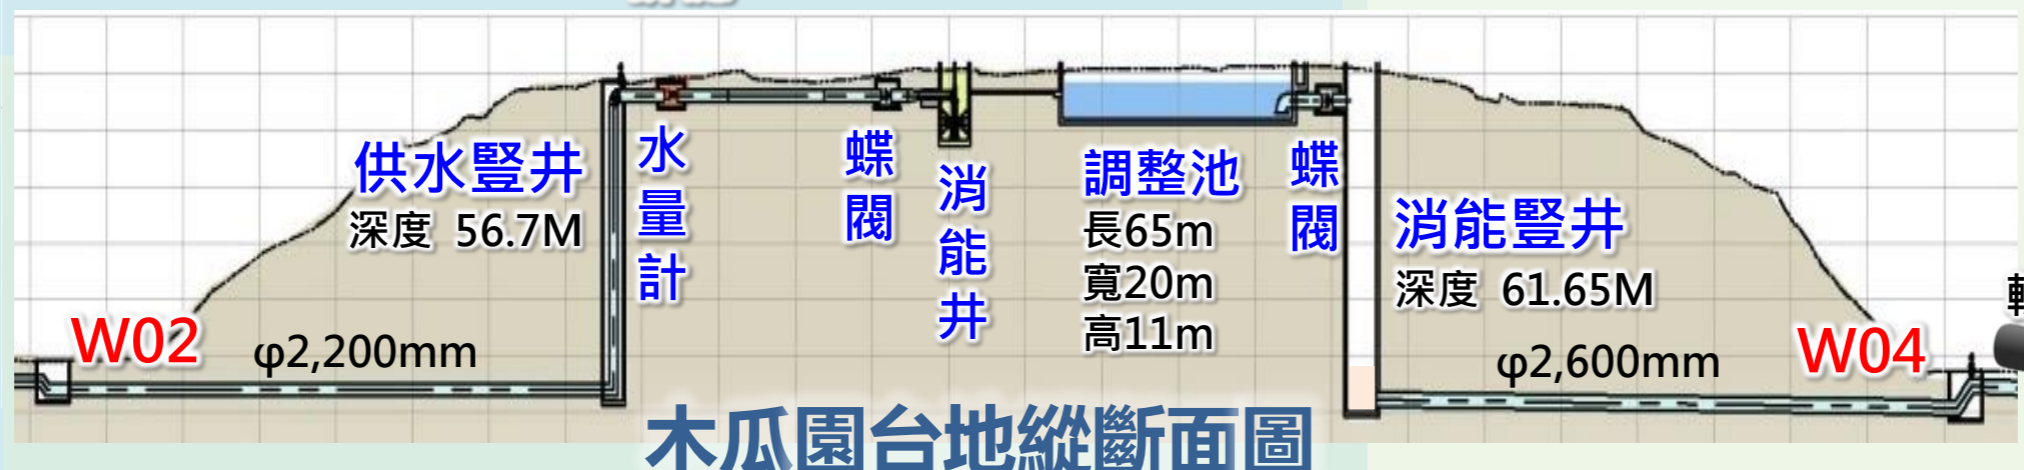 供水豎井
深度 56.7M
水量計
蝶閥
消能井
調整池
長65m
寬20m
高11m
蝶閥
消能豎井
深度 61.65M
W02
φ2,200mm
φ2,600mm
W04
木瓜園台地縱斷面圖